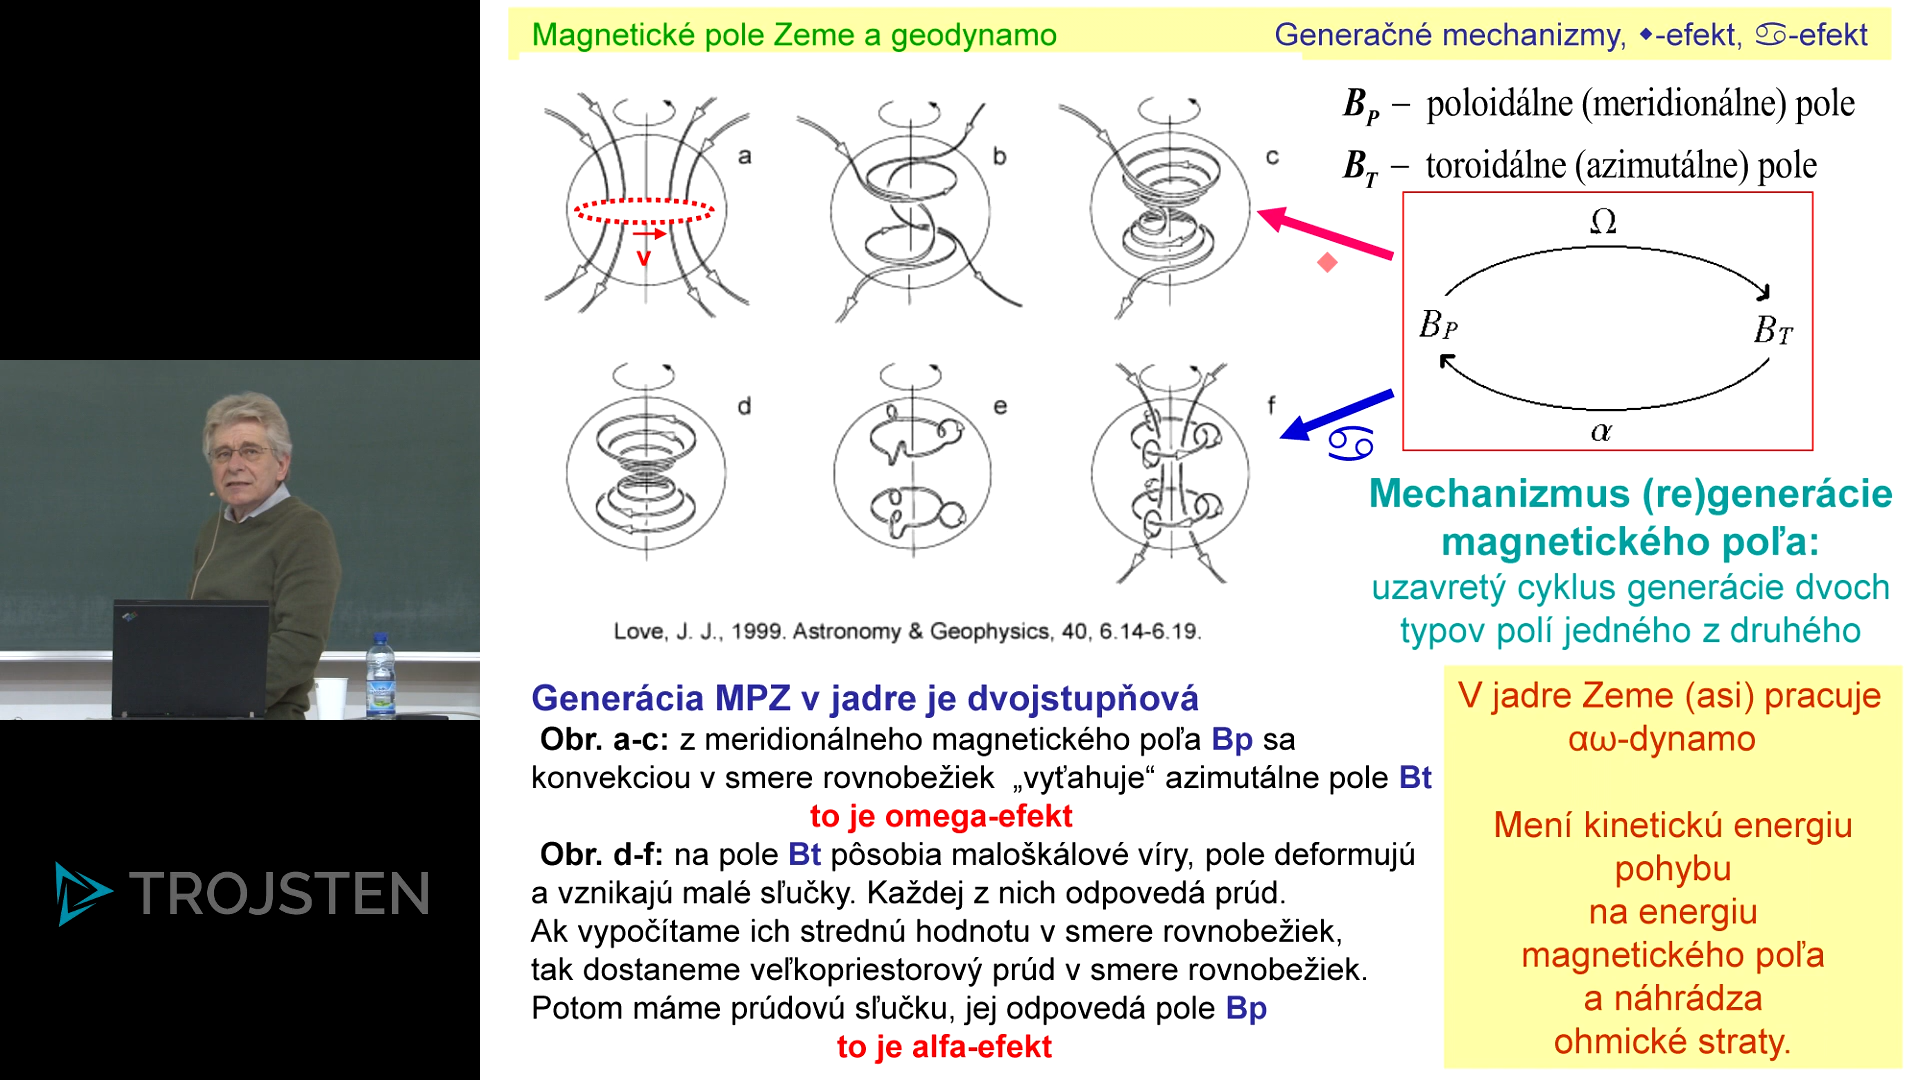 Magnetické pole Zeme a geodynamo
Generačné mechanizmy, ⬥-efekt, ♋-efekt
B_P – poloidálne (meridionálne) pole
B_T – toroidálne (azimutálne) pole
a
b
c
v
Ω
B_P
B_T
α
d
e
f
♋
Love, J. J., 1999. Astronomy & Geophysics, 40, 6.14-6.19.
Mechanizmus (re)generácie
magnetického poľa:
uzavretý cyklus generácie dvoch
typov polí jedného z druhého
Generácia MPZ v jadre je dvojstupňová
Obr. a-c: z meridionálneho magnetického poľa Bp sa
konvekciou v smere rovnobežiek „vyťahuje“ azimutálne pole Bt
to je omega-efekt
Obr. d-f: na pole Bt pôsobia maloškálové víry, pole deformujú
a vznikajú malé sľučky. Každej z nich odpovedá prúd.
Ak vypočítame ich strednú hodnotu v smere rovnobežiek,
tak dostaneme veľkopriestorový prúd v smere rovnobežiek.
Potom máme prúdovú sľučku, jej odpovedá pole Bp
to je alfa-efekt
V jadre Zeme (asi) pracuje
αω-dynamo
Mení kinetickú energiu
pohybu
na energiu
magnetického poľa
a náhrádza
ohmické straty.
TROJSTEN